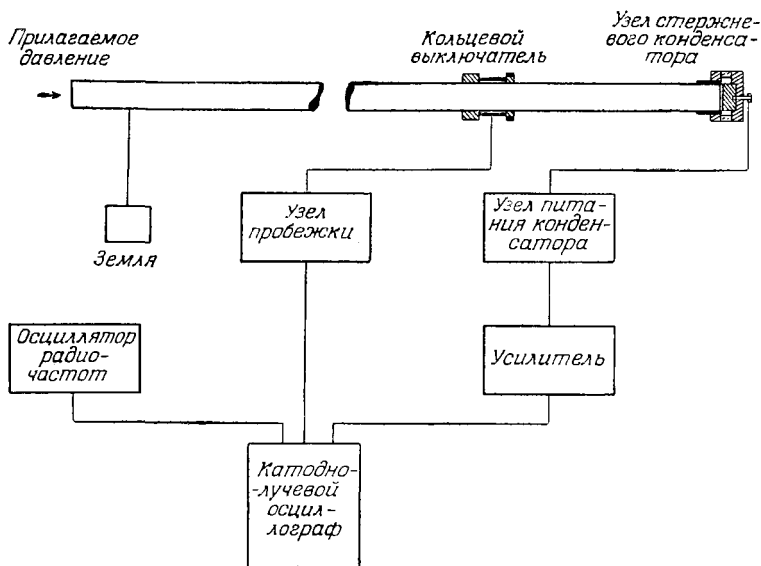 Прилагаемое
давление
Кольцевой
выключатель
Узел стержне-
вого конденса-
тора
Земля
Узел
пробежки
Узел пита-
ния конден-
сатора
Осциллятор
радио-
частот
Усилитель
Катодно-
-лучевой
осцил-
лограф